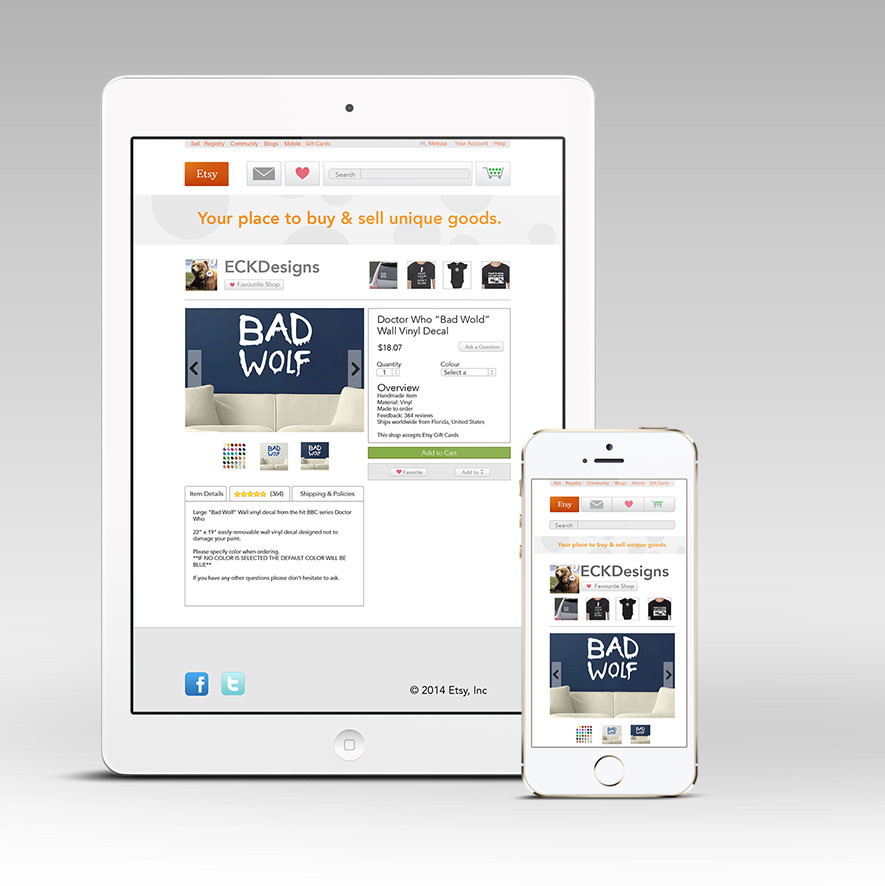 Sell Registry Community Blogs Mobile Gift Cards Hi, Melissa Your Account Help
Etsy Search
Your place to buy & sell unique goods.
ECKDesigns
Favourite Shop
BAD
WOLF
Doctor Who “Bad Wold”
Wall Vinyl Decal
$18.07 Ask a Question
Quantity Colour
1 Select a
Overview
Handmade item
Material: Vinyl
Made to order
Feedback: 364 reviews
Ships worldwide from Florida, United States
This shop accepts Etsy Gift Cards
Add to Cart
Favorite Add to
BAD
WOLF
BAD
WOLF
Item Details (364) Shipping & Policies
Large "Bad Wolf" Wall vinyl decal from the hit BBC series Doctor
Who
22" x 19" easily removable wall vinyl decal designed not to
damage your paint.
Please specify color when ordering.
**IF NO COLOR IS SELECTED THE DEFAULT COLOR WILL BE
BLUE**
If you have any other questions please don't hesitate to ask.
© 2014 Etsy, Inc
Sell Registry Community Blogs Mobile Gift Cards
Etsy
Search
Your place to buy & sell unique goods.
ECKDesigns
Favourite Shop
BAD
WOLF
BAD
WOLF
BAD
WOLF